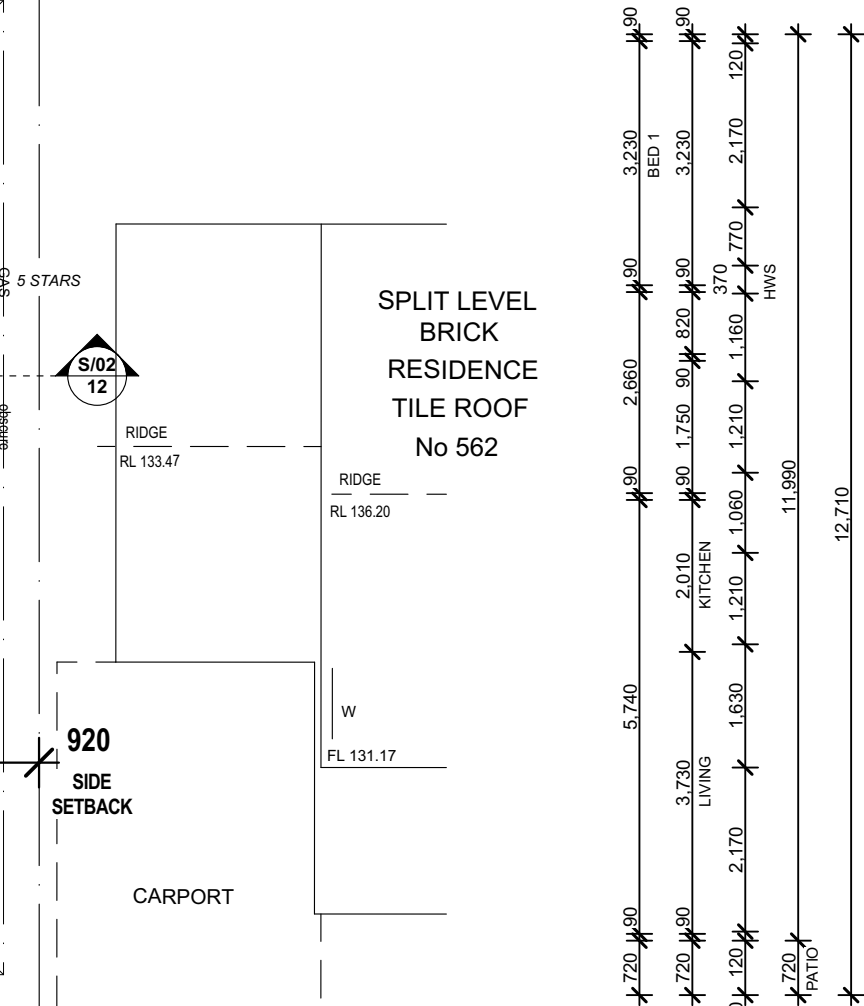 GAS
5 STARS
S/02
12
obscure
RIDGE
RL 133.47
SPLIT LEVEL
BRICK
RESIDENCE
TILE ROOF
No 562
RIDGE
RL 136.20
W
FL 131.17
920
SIDE
SETBACK
CARPORT
90
3,230
BED 1
90
2,660
90
5,740
90
720
90
3,230
90
820
90
1,750
90
2,010
KITCHEN
3,730
LIVING
90
720
120
2,170
770
370
HWS
1,160
1,210
1,060
1,210
1,630
2,170
120
11,990
720
PATIO
12,710